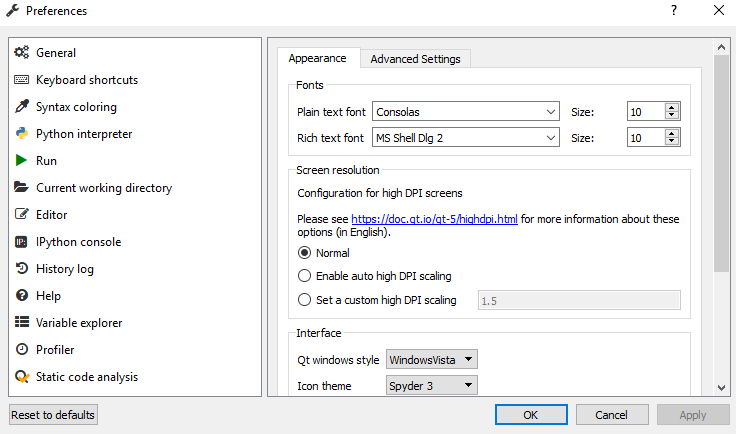 Preferences
?
General
Keyboard shortcuts
Syntax coloring
Python interpreter
Run
Current working directory
Editor
IP: IPython console
History log
Help
Variable explorer
Profiler
Static code analysis
Appearance
Advanced Settings
Fonts
Plain text font Consolas Size: 10
Rich text font MS Shell Dlg 2 Size: 10
Screen resolution
Configuration for high DPI screens
Please see https://doc.qt.io/qt-5/highdpi.html for more information about these
options (in English).
Normal
Enable auto high DPI scaling
Set a custom high DPI scaling 1.5
Interface
Qt windows style WindowsVista
Icon theme Spyder 3
Reset to defaults
OK
Cancel
Apply